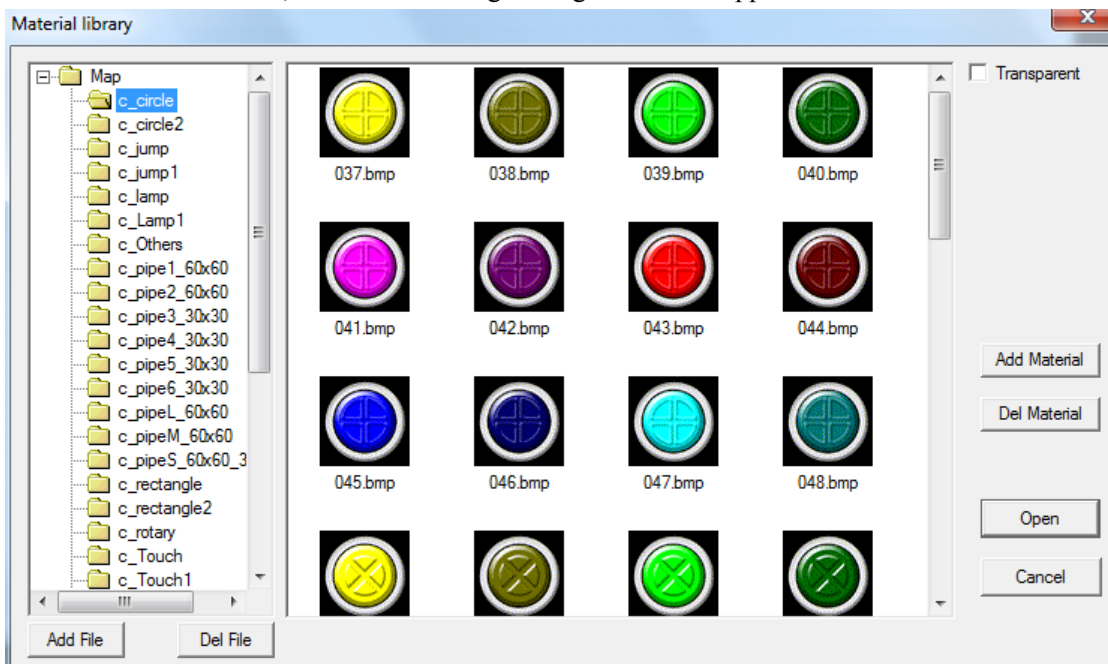 Material library
Map
c_circle
c_circle2
c_jump
c_jump1
c_lamp
c_Lamp1
c_Others
c_pipe1_60x60
c_pipe2_60x60
c_pipe3_30x30
c_pipe4_30x30
c_pipe5_30x30
c_pipe6_30x30
c_pipeL_60x60
c_pipeM_60x60
c_pipeS_60x60_3
c_rectangle
c_rectangle2
c_rotary
c_Touch
c_Touch1
Add File Del File
037.bmp 038.bmp 039.bmp 040.bmp
041.bmp 042.bmp 043.bmp 044.bmp
045.bmp 046.bmp 047.bmp 048.bmp
Transparent
Add Material
Del Material
Open
Cancel